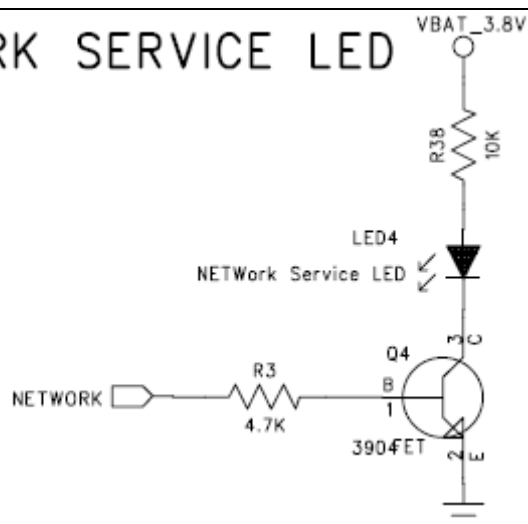 RK SERVICE LED
VBAT_3.8V
R38
10K
LED4
NETWork Service LED
3
C
Q4
R3
B
NETWORK
1
4.7K
3904FET
2
E